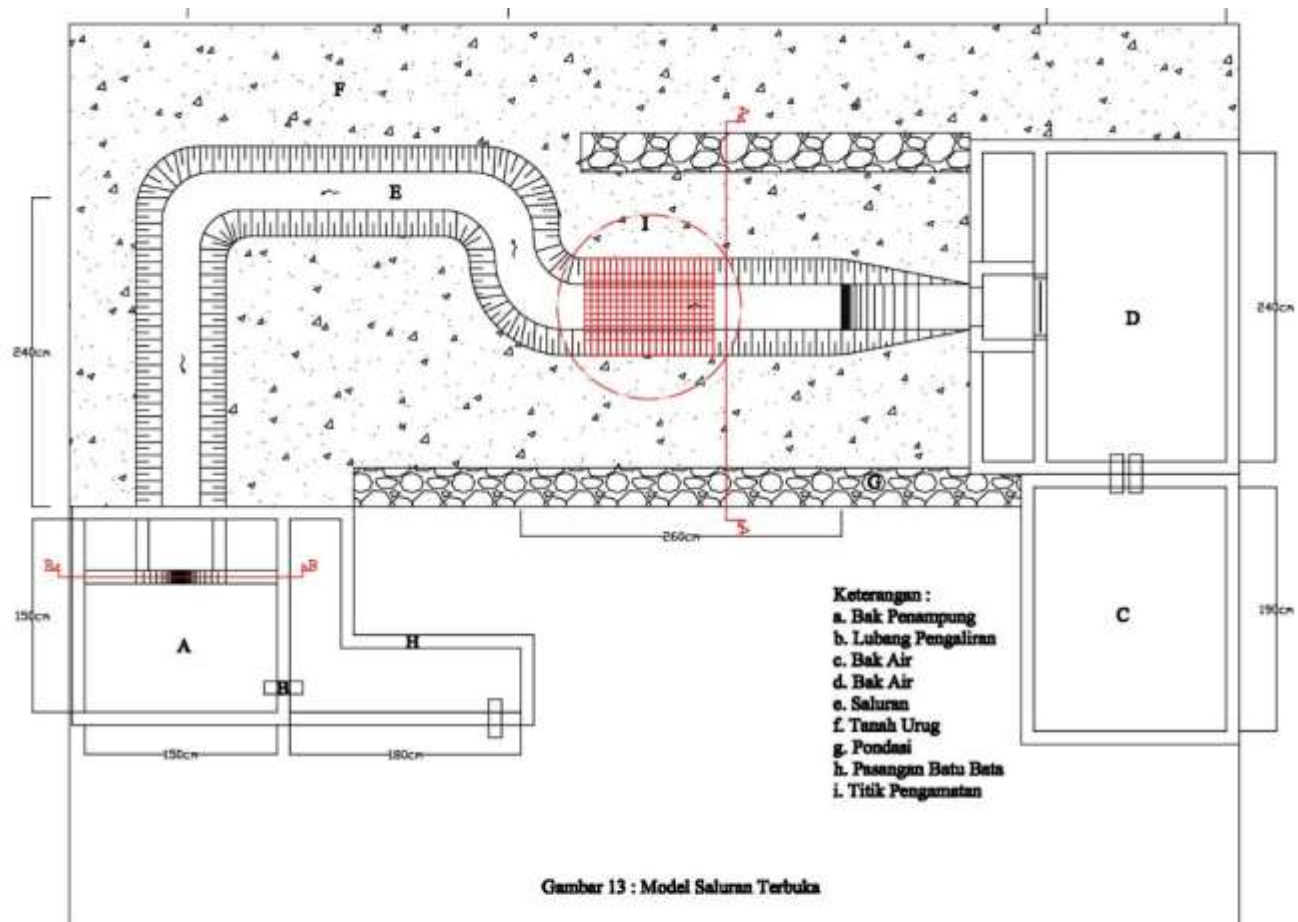 F
A
E
I
240cm
D
240cm
G
A
260cm
B
B
150cm
A
H
B
C
190cm
150cm
180cm
Keterangan :
a. Bak Penampung
b. Lubang Pengaliran
c. Bak Air
d. Bak Air
e. Saluran
f. Tanah Urug
g. Pondasi
h. Pasangan Batu Bata
i. Titik Pengamatan
Gambar 13 : Model Saluran Terbuka